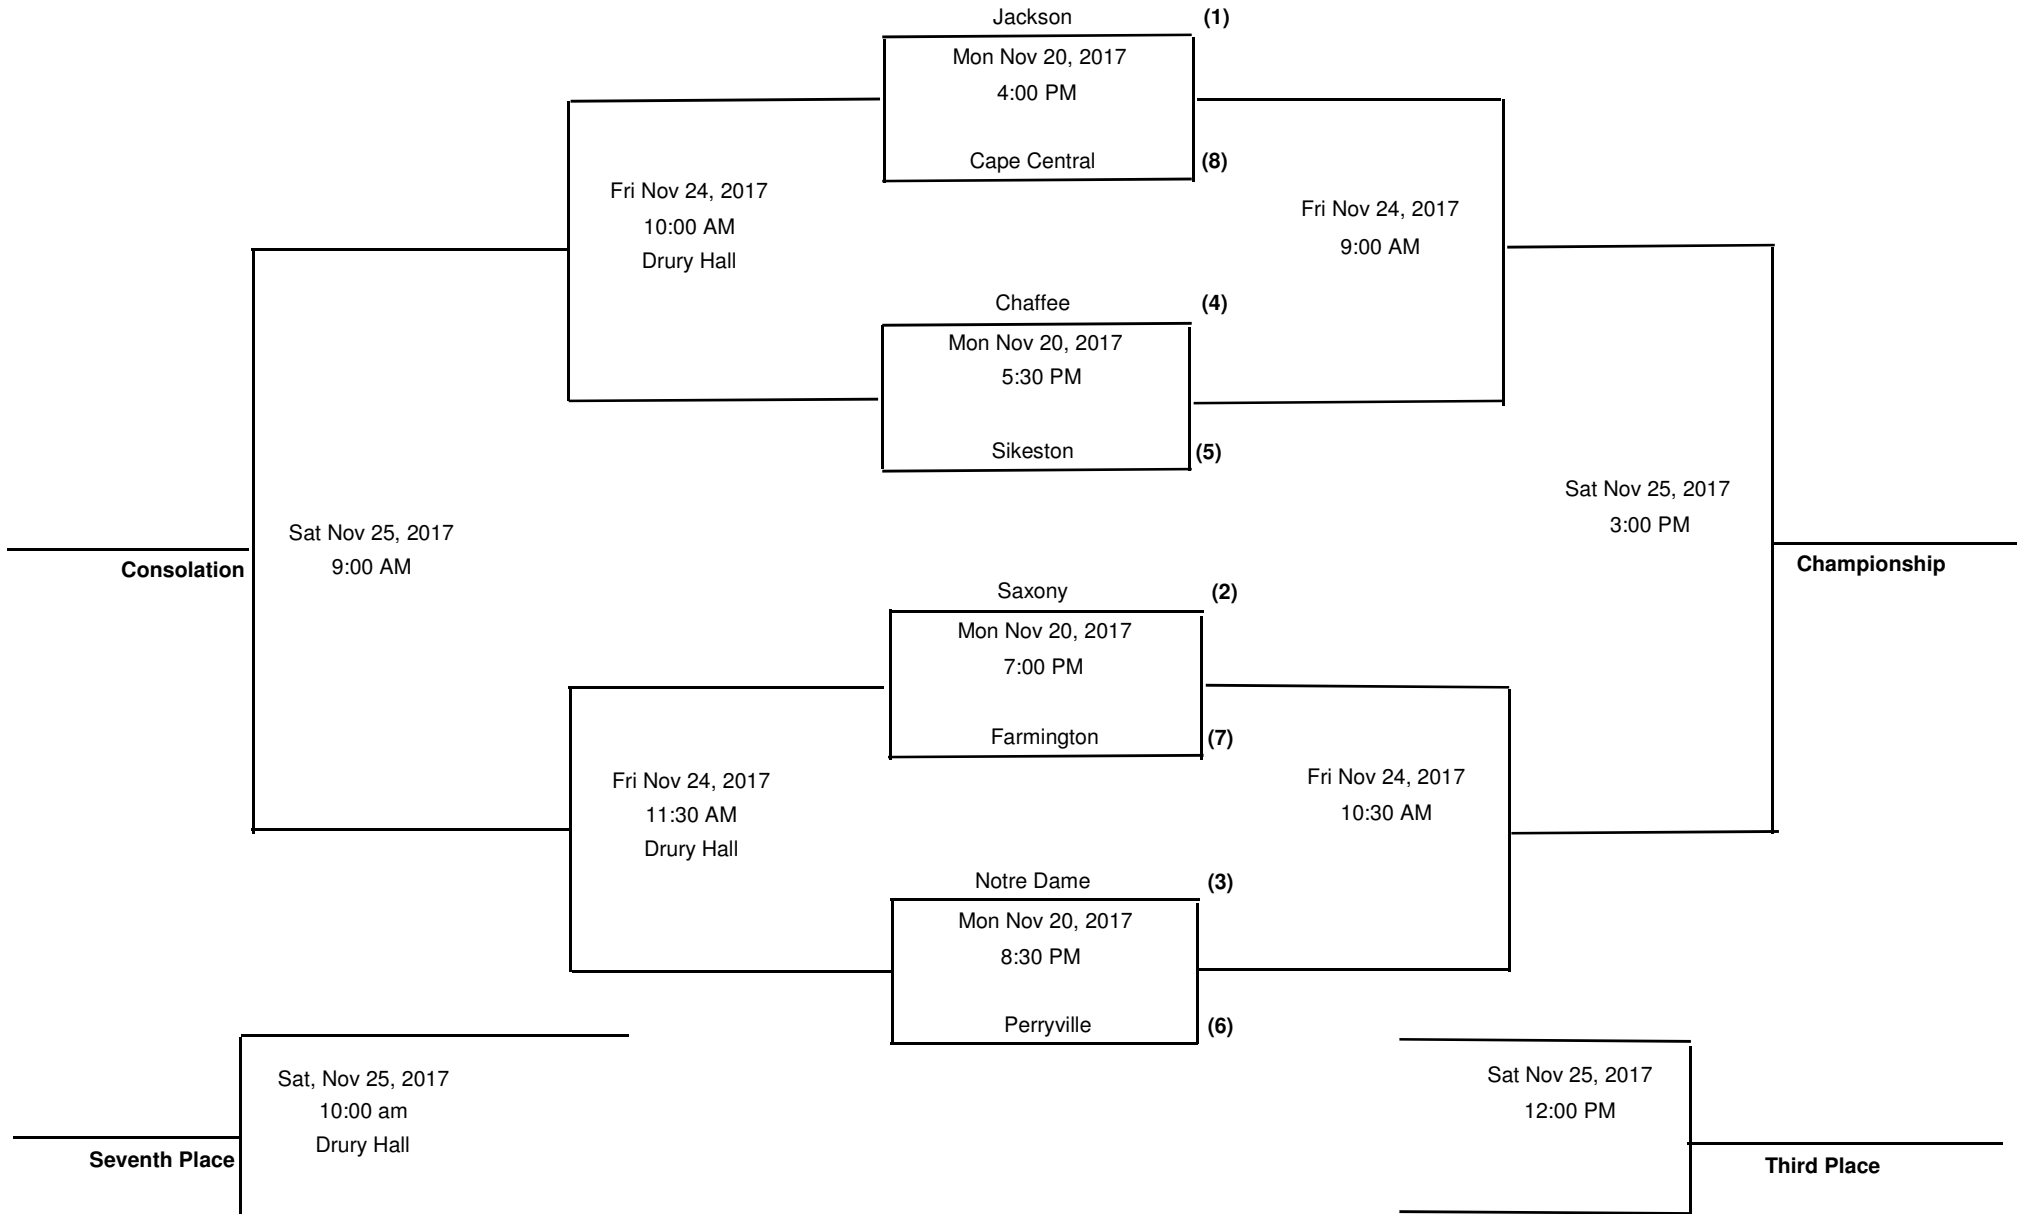 Jackson (1)
Mon Nov 20, 2017
4:00 PM
Cape Central (8)
Fri Nov 24, 2017
10:00 AM
Drury Hall
Fri Nov 24, 2017
9:00 AM
Chaffee (4)
Mon Nov 20, 2017
5:30 PM
Sikeston (5)
Sat Nov 25, 2017
9:00 AM
Consolation
Sat Nov 25, 2017
3:00 PM
Championship
Saxony (2)
Mon Nov 20, 2017
7:00 PM
Farmington (7)
Fri Nov 24, 2017
11:30 AM
Drury Hall
Fri Nov 24, 2017
10:30 AM
Notre Dame (3)
Mon Nov 20, 2017
8:30 PM
Perryville (6)
Sat, Nov 25, 2017
10:00 am
Drury Hall
Seventh Place
Sat Nov 25, 2017
12:00 PM
Third Place